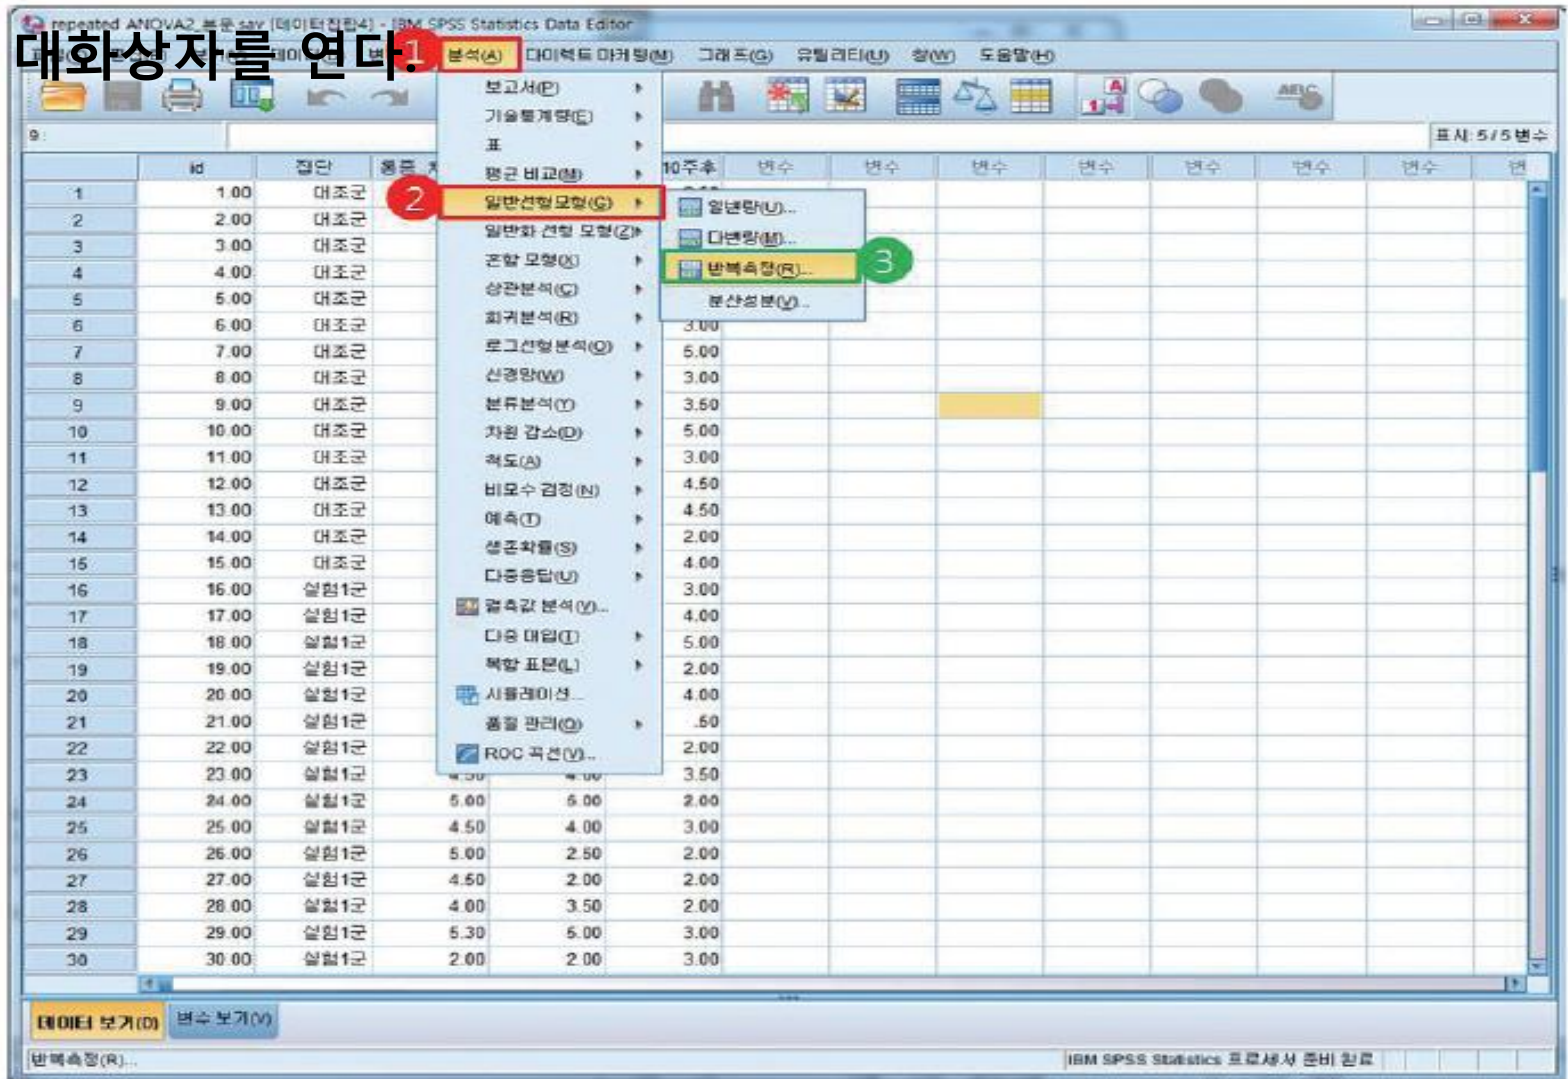 repeated ANOVA2_본문.sav [데이터집합4] - IBM SPSS Statistics Data Editor
대화상자를 연다.
1 분석(A) 다이렉트 마케팅(M) 그래프(G) 유틸리티(U) 창(W) 도움말(H)
보고서(P)
기술통계량(E)
표
평균 비교(M)
2 일반선형모형(G)
일반화 선형 모형(Z)
혼합 모형(X)
상관분석(C)
회귀분석(R)
로그선형분석(O)
신경망(W)
분류분석(Y)
차원 감소(D)
척도(A)
비모수 검정(N)
예측(T)
생존확률(S)
다중응답(U)
결측값 분석(V)...
다중 대입(T)
복합 표본(L)
시뮬레이션...
품질 관리(Q)
ROC 곡선(V)...
일변량(U)...
다변량(M)...
반복측정(R)... 3
분산성분(V)...
9 :
표시: 5 / 5 변수
id 집단 통증_ 10주후 변수 변수 변수 변수 변수 변수 변수 변
1 1.00 대조군
2 2.00 대조군
3 3.00 대조군
4 4.00 대조군
5 5.00 대조군
6 6.00 대조군 3.00
7 7.00 대조군 5.00
8 8.00 대조군 3.00
9 9.00 대조군 3.50
10 10.00 대조군 5.00
11 11.00 대조군 3.00
12 12.00 대조군 4.50
13 13.00 대조군 4.50
14 14.00 대조군 2.00
15 15.00 대조군 4.00
16 16.00 실험1군 3.00
17 17.00 실험1군 4.00
18 18.00 실험1군 5.00
19 19.00 실험1군 2.00
20 20.00 실험1군 4.00
21 21.00 실험1군 .50
22 22.00 실험1군 2.00
23 23.00 실험1군 4.50 4.00 3.50
24 24.00 실험1군 5.00 5.00 2.00
25 25.00 실험1군 4.50 4.00 3.00
26 26.00 실험1군 5.00 2.50 2.00
27 27.00 실험1군 4.50 2.00 2.00
28 28.00 실험1군 4.00 3.50 2.00
29 29.00 실험1군 5.30 5.00 3.00
30 30.00 실험1군 2.00 2.00 3.00
데이터 보기(D) 변수 보기(V)
반복측정(R)...
IBM SPSS Statistics 프로세서 준비 완료